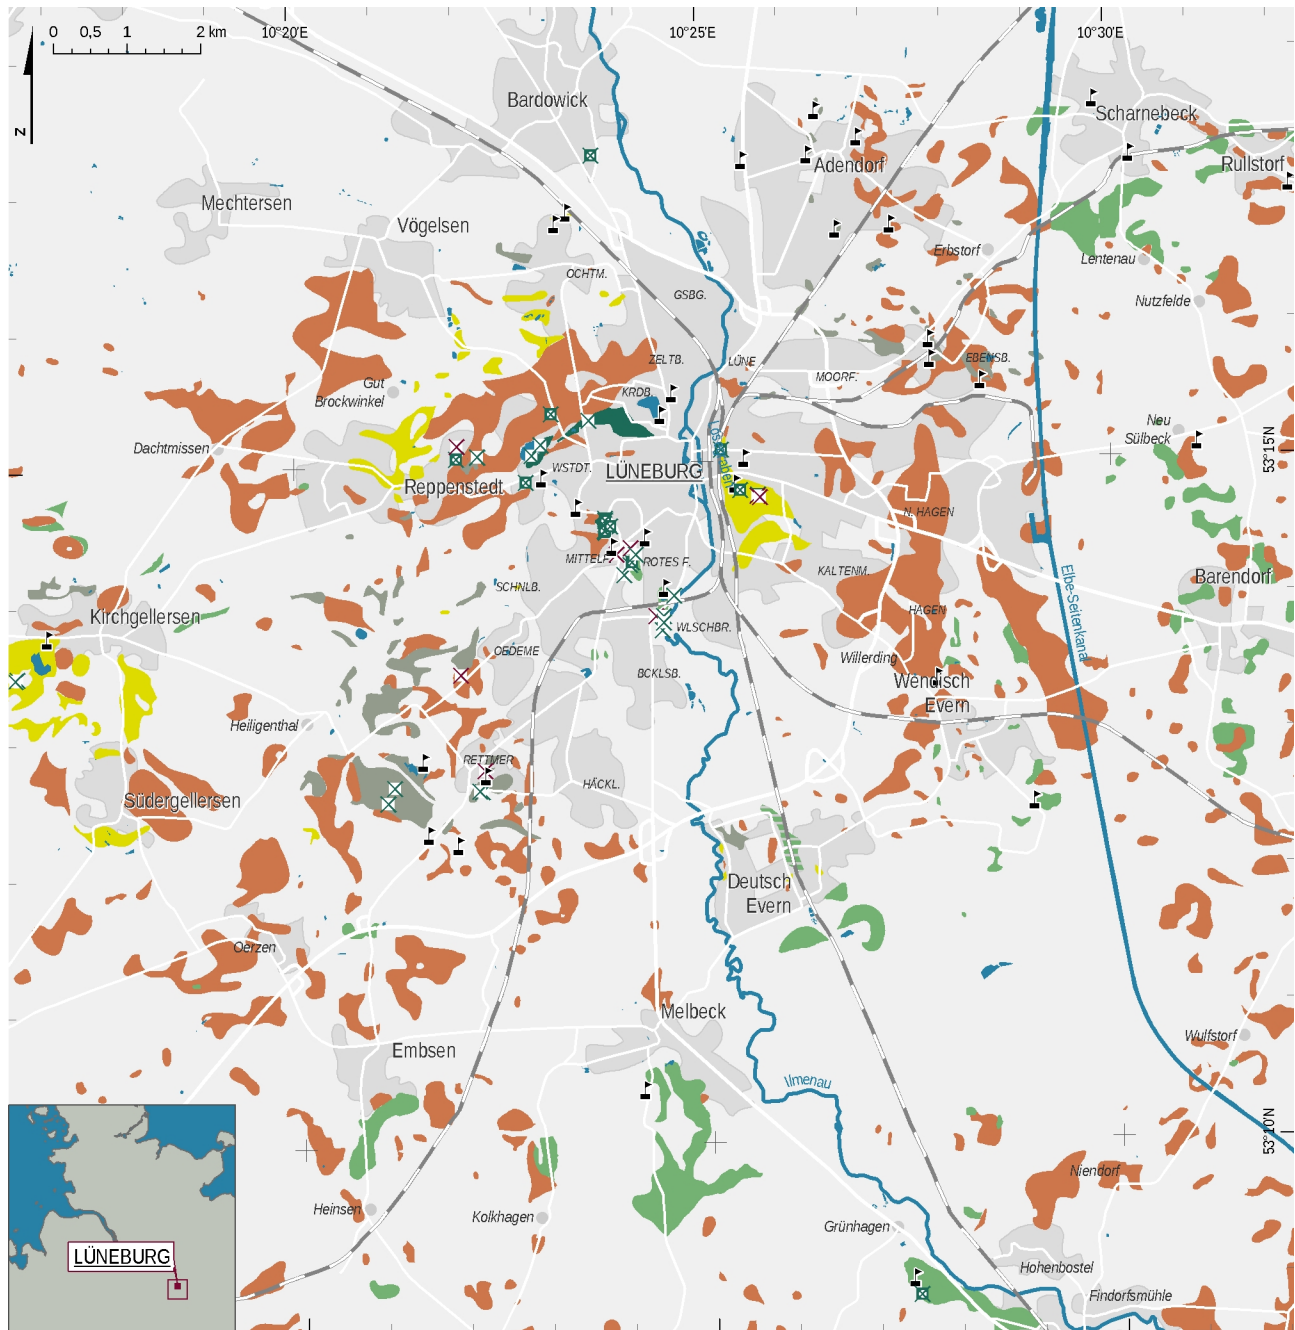 0 0,5 1 2 km
10°20'E
10°25'E
10°30'E
N
Bardowick
Scharnebeck
Adendorf
Rullstorf
Mechtersen
Vögelsen
Erbstorf
Lentenau
OCHTM.
GSBG.
Nutzfelde
ZELTB.
LÜNE
EBENSB.
MOORF.
Gut
Brockwinkel
KRDB.
Neu
Sülbeck
Dachtmissen
53°15'N
WSTDT.
LÜNEBURG
Reppenstedt
N. HAGEN
MITTELF.
ROTES F.
KALTENM.
Barendorf
SCHNLB.
Elbe-Seitenkanal
Kirchgellersen
HAGEN
WLSCHBR.
OEDEME
Willerding
BCKLSB.
Wendisch
Evern
Heiligenthal
RETTMER
HÄCKL.
Südergellersen
Deutsch
Evern
Oerzen
Melbeck
Wulfstorf
Embsen
Ilmenau
53°10'N
Niendorf
Heinsen
Kolkhagen
Grünhagen
LÜNEBURG
Hohenbostel
Findorfsmühle